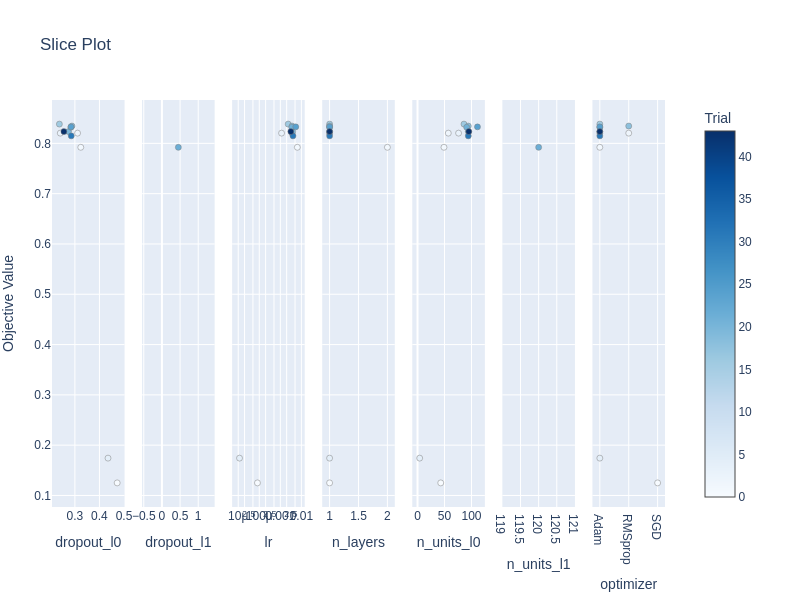 Slice Plot
Trial
Objective Value
0.8
0.7
0.6
0.5
0.4
0.3
0.2
0.1
40
35
30
25
20
15
10
5
0
0.3 0.4 0.5
−0.5 0 0.5 1
0.01
1 1.5 2
0 50 100
119 119.5 120 120.5 121
Adam RMSprop SGD
dropout_l0
dropout_l1
lr
n_layers
n_units_l0
n_units_l1
optimizer